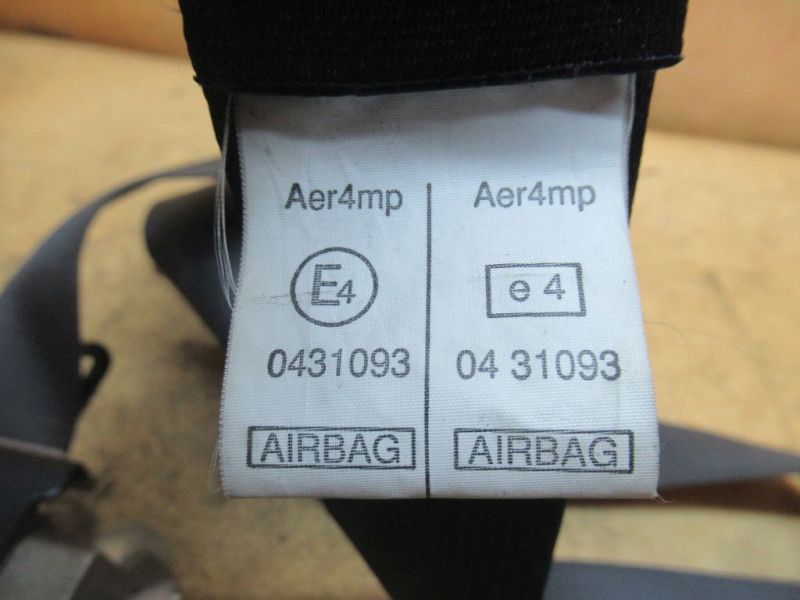 Aer4mp
E4
0431093
AIRBAG
Aer4mp
e 4
04 31093
AIRBAG